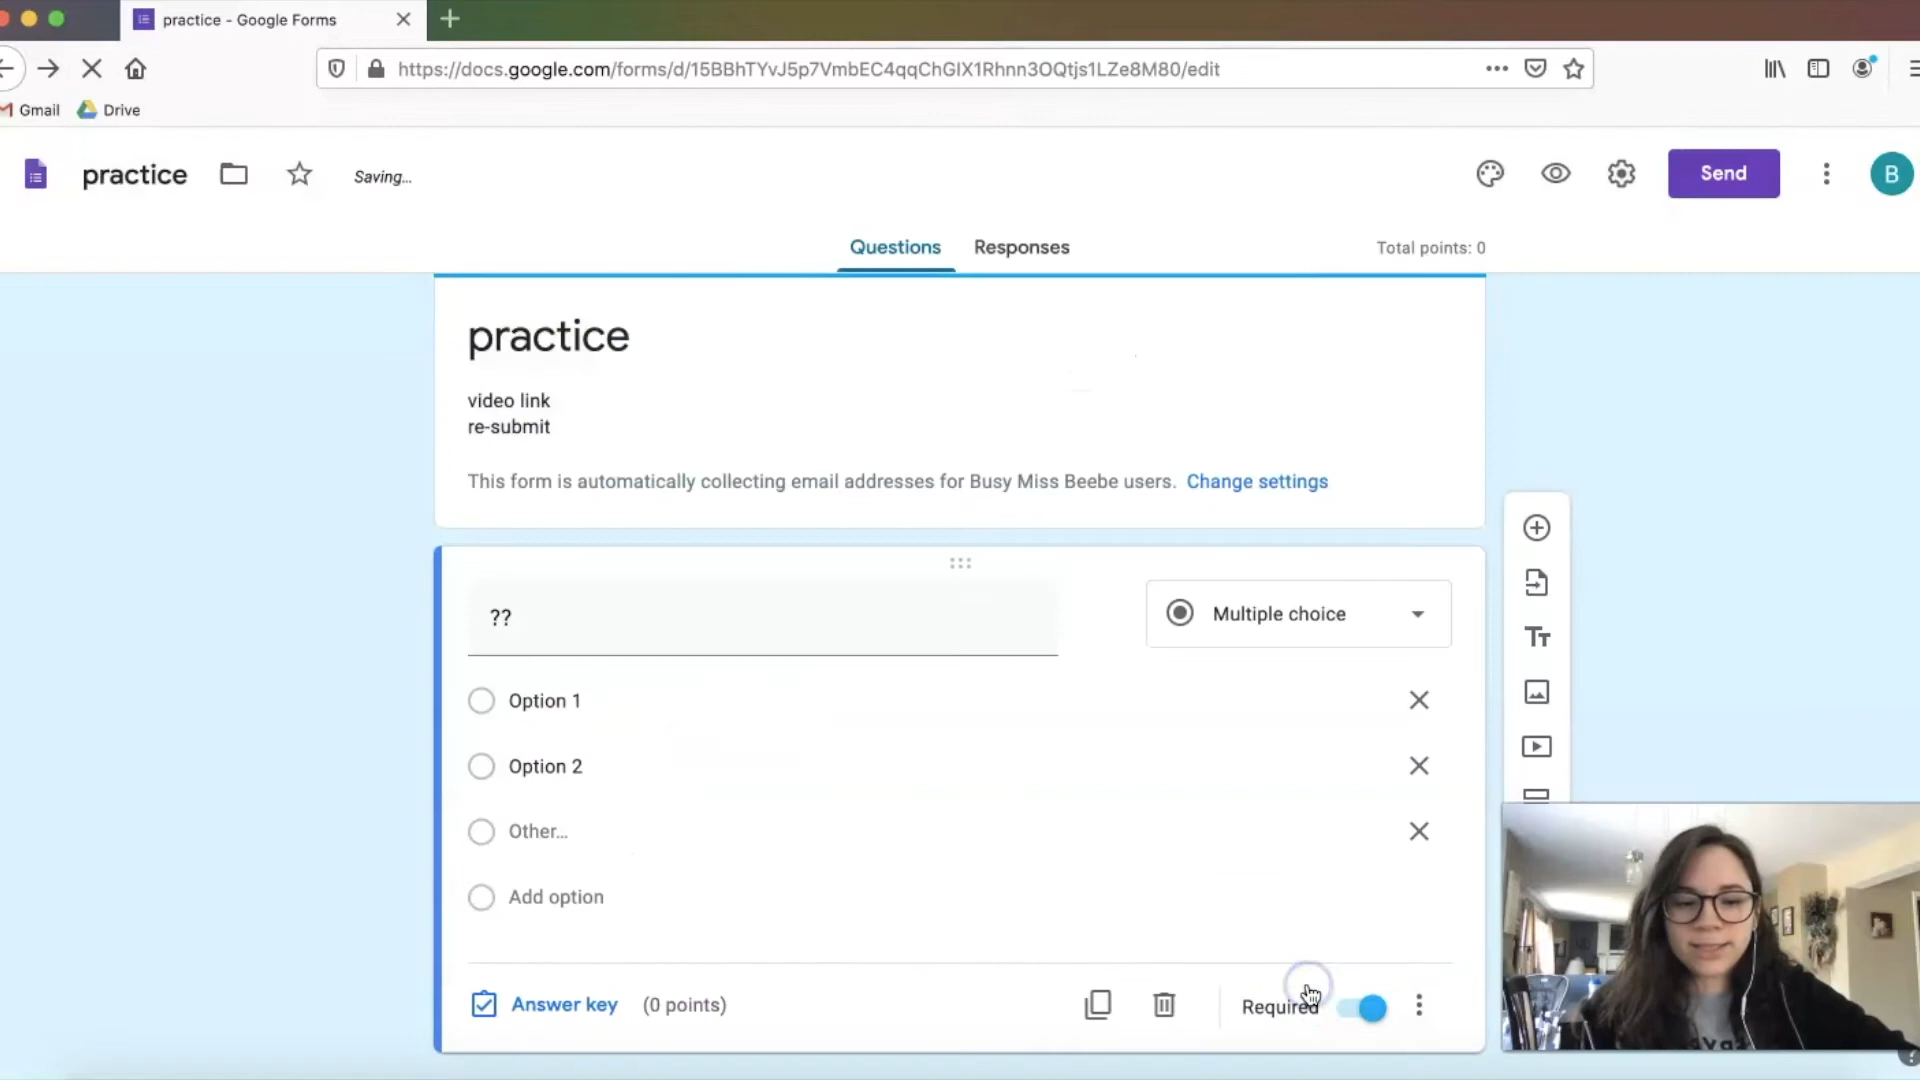 practice - Google Forms
https://docs.google.com/forms/d/15BBhTYvJ5p7VmbEC4qqChGIX1Rhnn3OQtjs1LZe8M80/edit
Gmail Drive
practice Saving... Send B
Questions Responses Total points: 0
practice
video link
re-submit
This form is automatically collecting email addresses for Busy Miss Beebe users. Change settings
?? Multiple choice
Option 1
Option 2
Other...
Add option
Answer key (0 points) Required